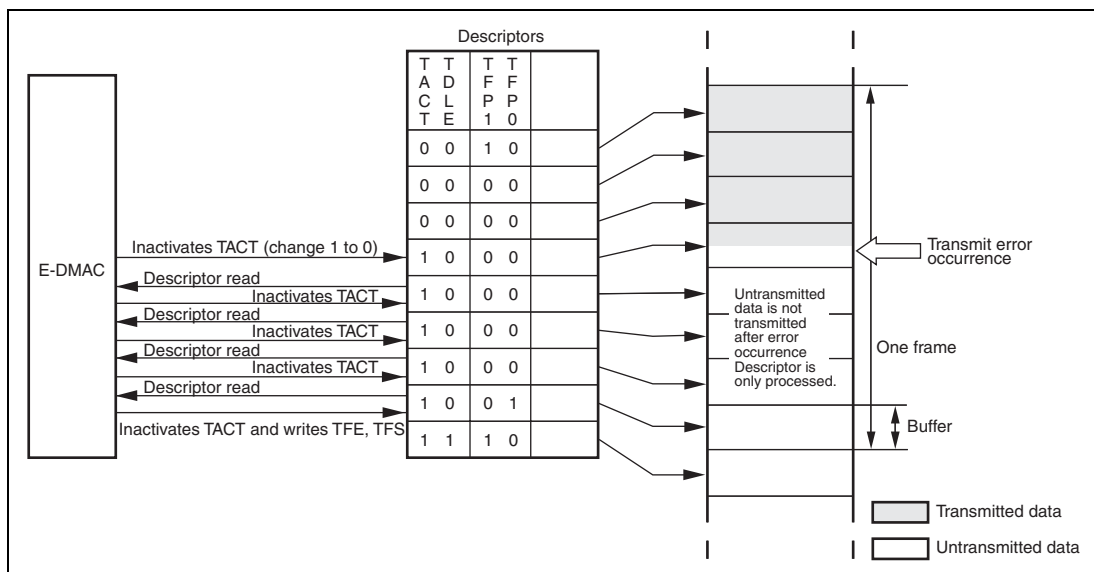 Descriptors
TACT TDLE TFP1 TFP0
0 0 1 0
0 0 0 0
0 0 0 0
Inactivates TACT (change 1 to 0)
1 0 0 0
Transmit error
occurrence
E-DMAC
Descriptor read
1 0 0 0
Inactivates TACT
Descriptor read
1 0 0 0
Inactivates TACT
Descriptor read
1 0 0 0
Inactivates TACT
Descriptor read
1 0 0 1
Inactivates TACT and writes TFE, TFS
1 1 1 0
Untransmitted
data is not
transmitted
after error
occurrence
Descriptor is
only processed.
One frame
Buffer
Transmitted data
Untransmitted data